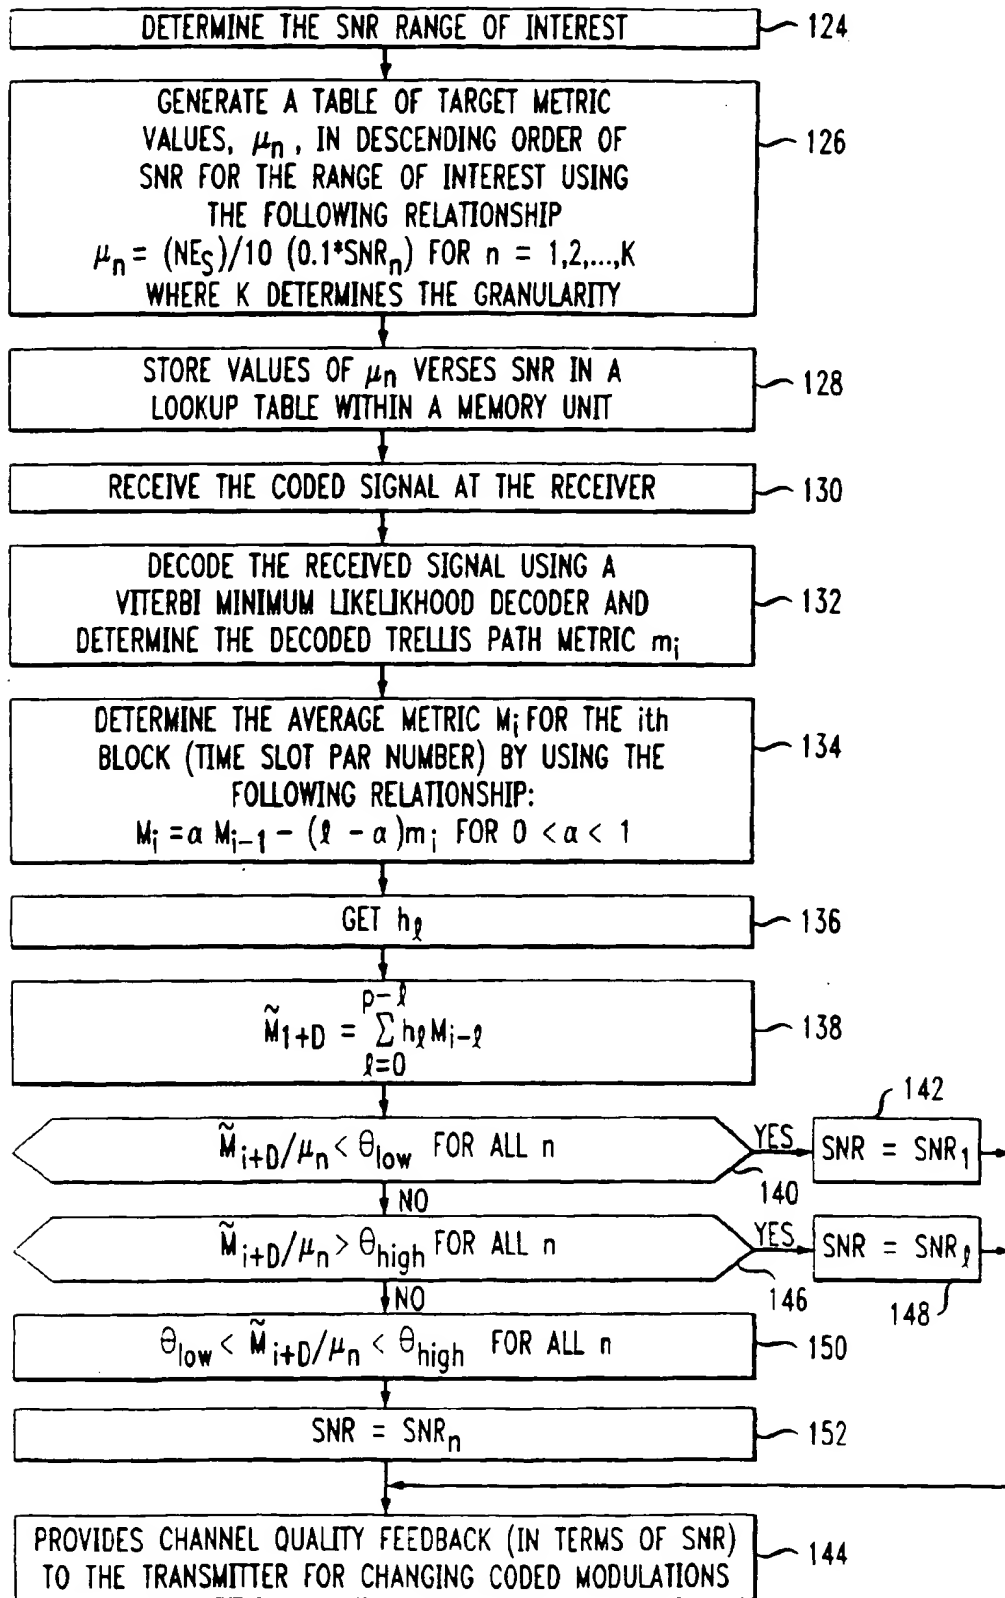 DETERMINE THE SNR RANGE OF INTEREST 124
GENERATE A TABLE OF TARGET METRIC
VALUES, μn, IN DESCENDING ORDER OF
SNR FOR THE RANGE OF INTEREST USING
THE FOLLOWING RELATIONSHIP
μn = (NES)/10 (0.1*SNRn) FOR n = 1,2,...,K
WHERE K DETERMINES THE GRANULARITY
126
STORE VALUES OF μn VERSES SNR IN A
LOOKUP TABLE WITHIN A MEMORY UNIT
128
RECEIVE THE CODED SIGNAL AT THE RECEIVER 130
DECODE THE RECEIVED SIGNAL USING A
VITERBI MINIMUM LIKELIKHOOD DECODER AND
DETERMINE THE DECODED TRELLIS PATH METRIC mi
132
DETERMINE THE AVERAGE METRIC Mi FOR THE ith
BLOCK (TIME SLOT PAR NUMBER) BY USING THE
FOLLOWING RELATIONSHIP:
Mi = α Mi-1 - (ℓ - α)mi FOR 0 < α < 1
134
GET hℓ 136
p-ℓ
M̃1+D = Σ hℓMi-ℓ
ℓ=0
138
M̃i+D/μn < θlow FOR ALL n
140
YES
142
SNR = SNR1
NO
M̃i+D/μn > θhigh FOR ALL n
146
YES
SNR = SNRℓ
148
NO
θlow < M̃i+D/μn < θhigh FOR ALL n 150
SNR = SNRn 152
PROVIDES CHANNEL QUALITY FEEDBACK (IN TERMS OF SNR)
TO THE TRANSMITTER FOR CHANGING CODED MODULATIONS
144